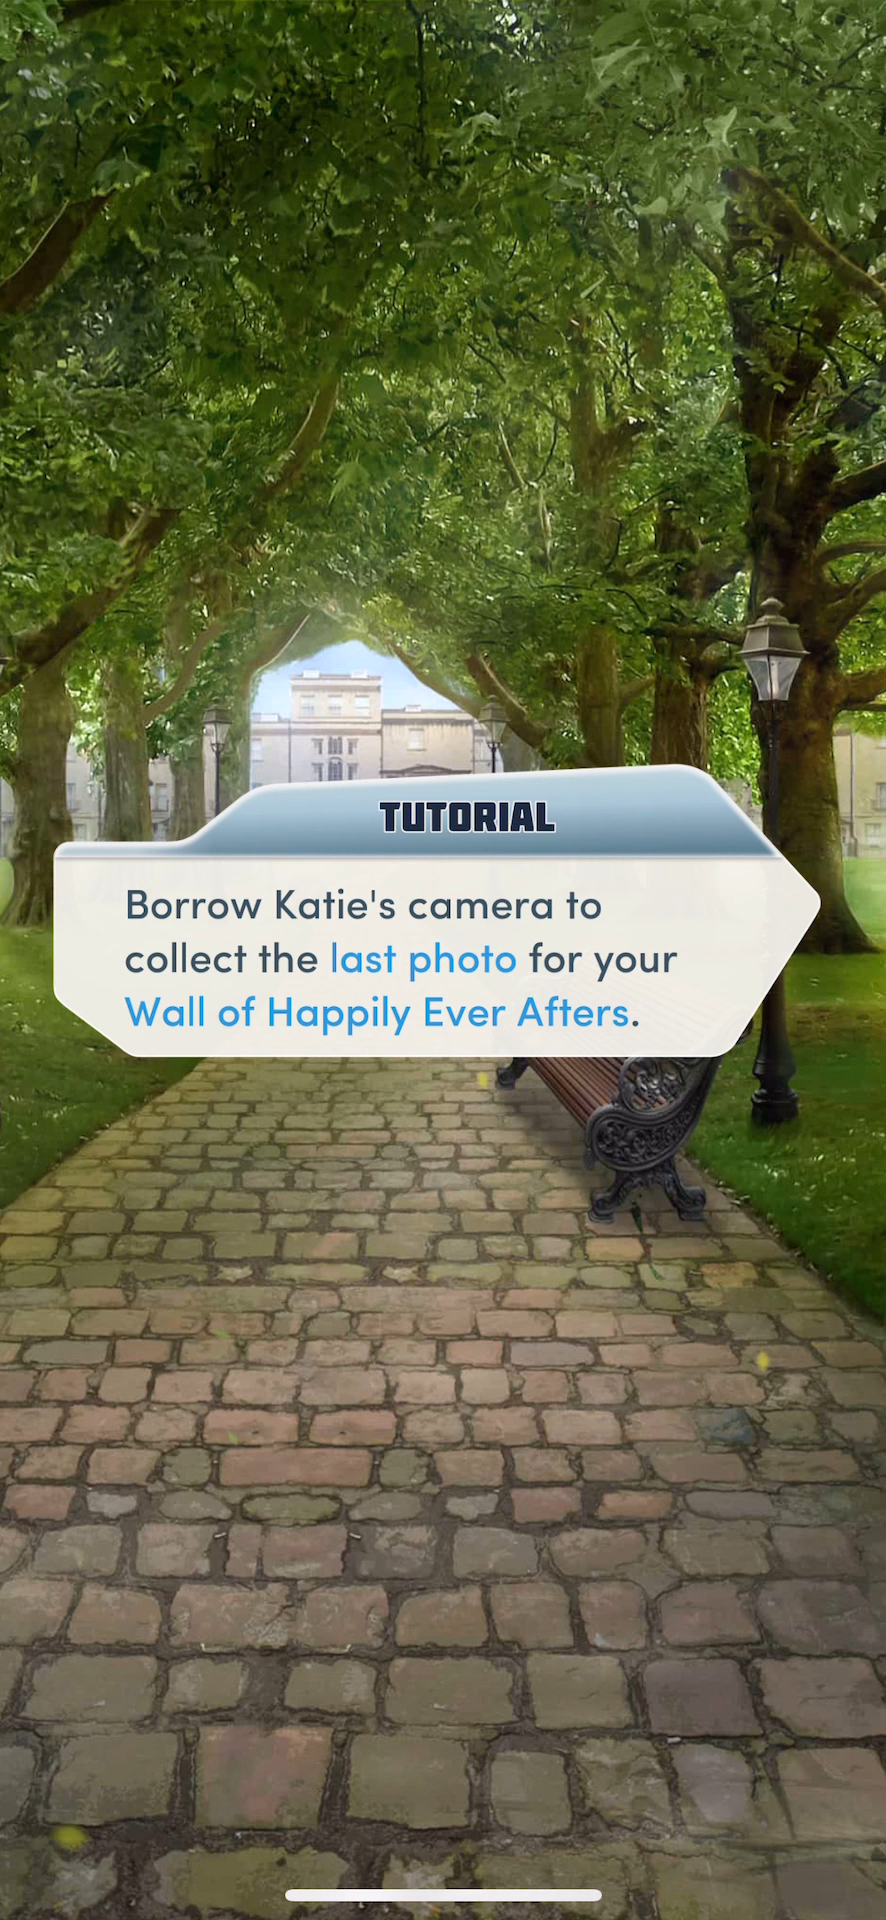 TUTORIAL
Borrow Katie's camera to
collect the last photo for your
Wall of Happily Ever Afters.